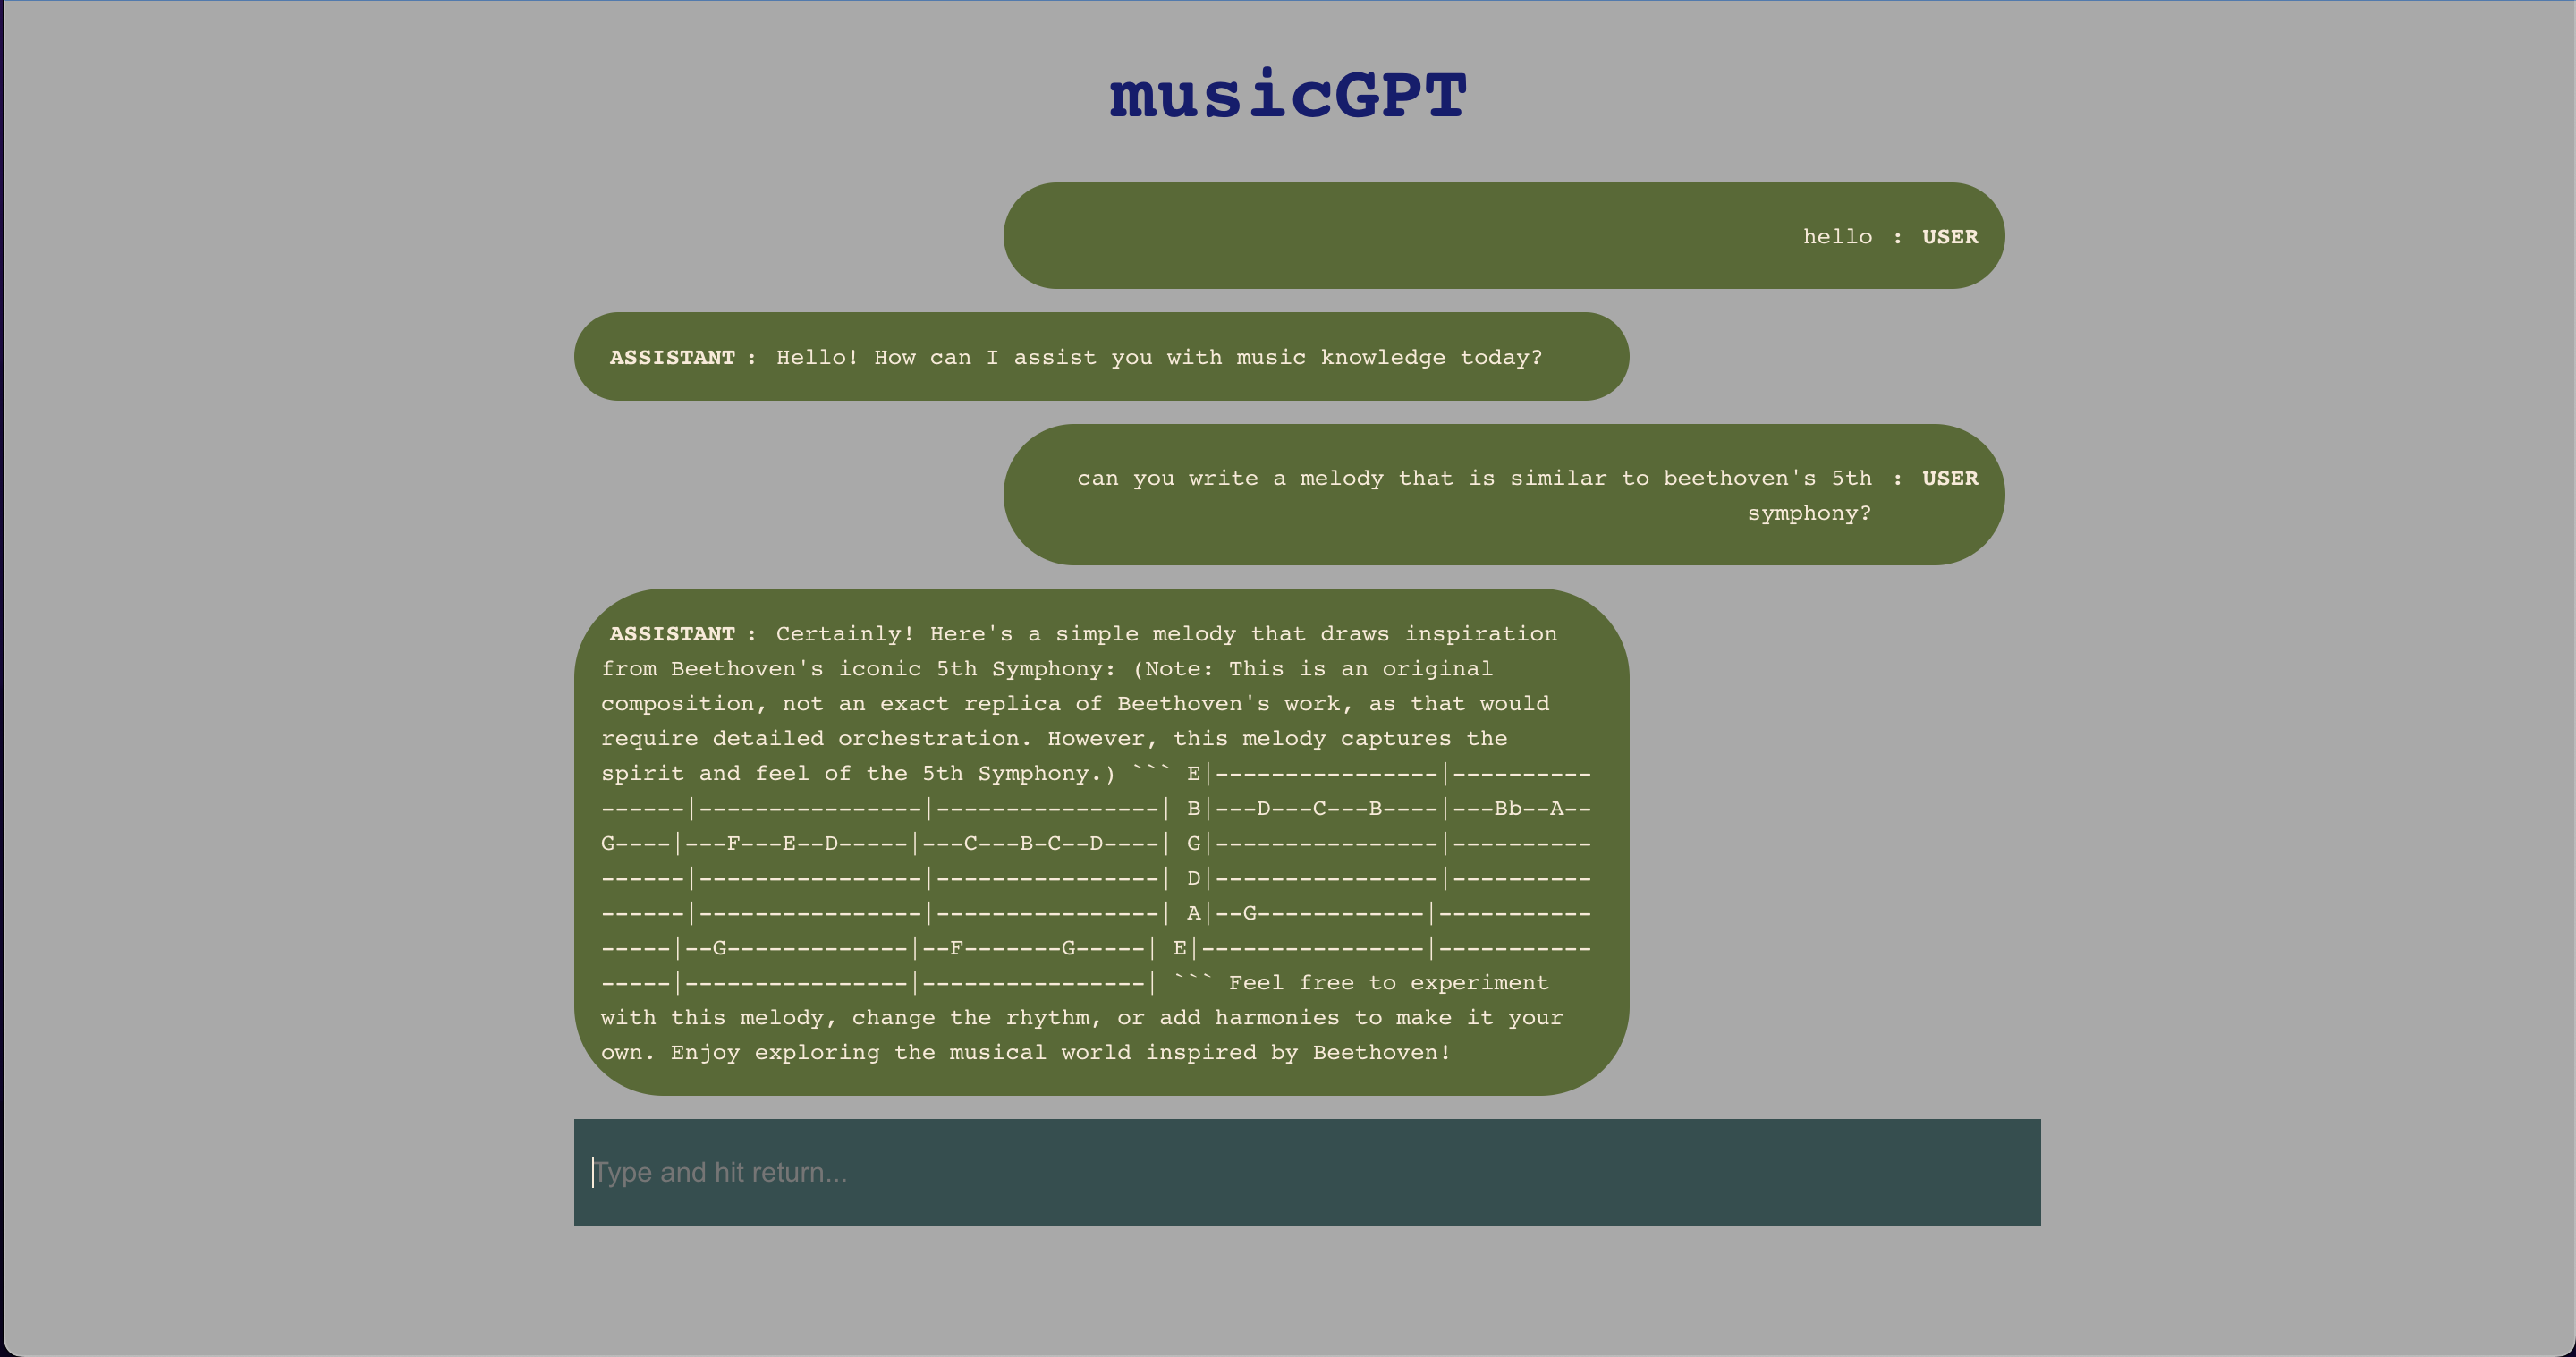 musicGPT
hello : USER
ASSISTANT : Hello! How can I assist you with music knowledge today?
can you write a melody that is similar to beethoven's 5th : USER
symphony?
ASSISTANT : Certainly! Here's a simple melody that draws inspiration
from Beethoven's iconic 5th Symphony: (Note: This is an original
composition, not an exact replica of Beethoven's work, as that would
require detailed orchestration. However, this melody captures the
spirit and feel of the 5th Symphony.) ``` E|----------------|----------
------|----------------|----------------| B|---D---C---B----|---Bb--A--
G----|---F---E--D-----|---C---B-C--D----| G|----------------|----------
------|----------------|----------------| D|----------------|----------
------|----------------|----------------| A|--G------------|-----------
-----|--G-------------|--F-------G-----| E|----------------|-----------
-----|----------------|----------------| ``` Feel free to experiment
with this melody, change the rhythm, or add harmonies to make it your
own. Enjoy exploring the musical world inspired by Beethoven!
Type and hit return...